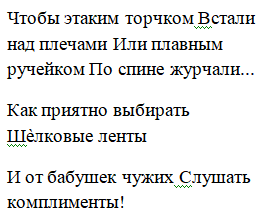 Чтобы этаким торчком Встали
над плечами Или плавным
ручейком По спине журчали...
Как приятно выбирать
Шѐлковые ленты
И от бабушек чужих Слушать
комплименты!